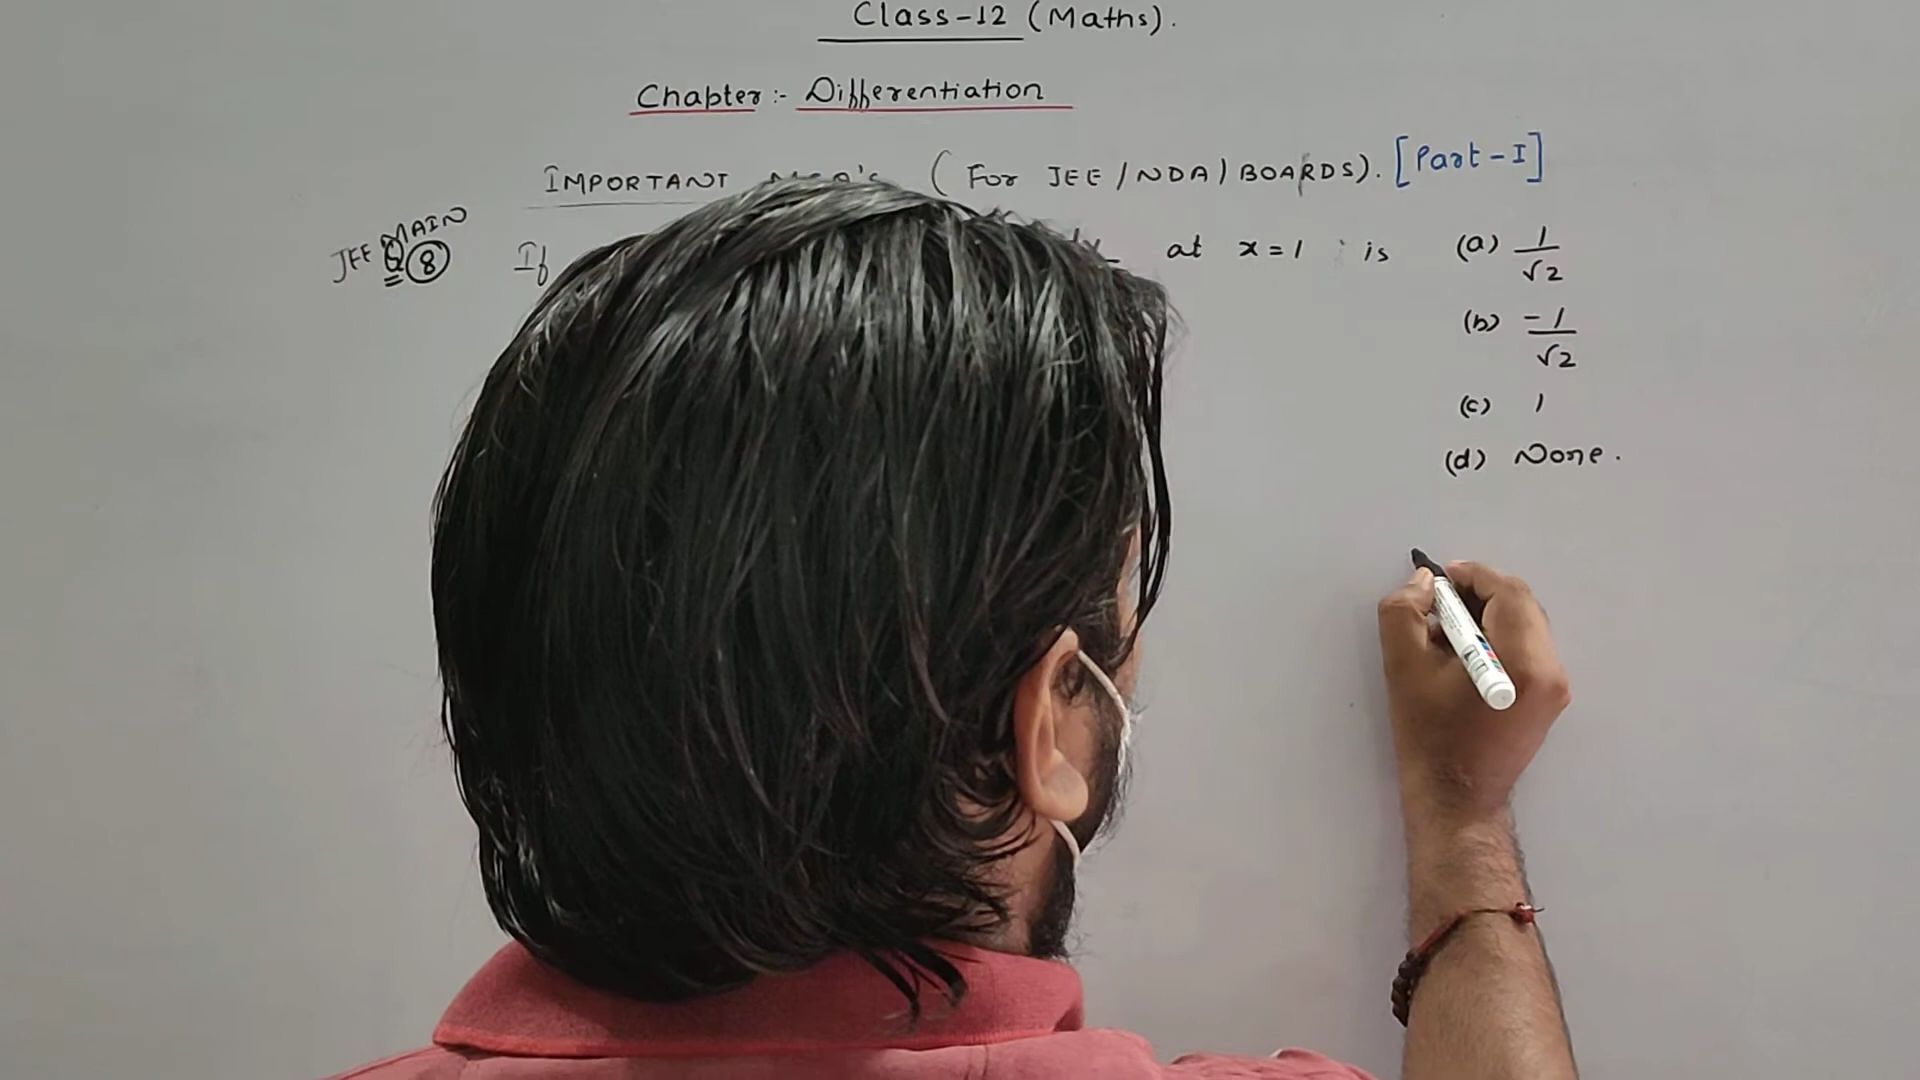 Class-12 (Maths).
Chapter :- Differentiation
IMPORTANT (For JEE/NDA/BOARDS). [Part-I]
JEE MAIN
Q 8 If at x=1 is (a) 1/√2
(b) -1/√2
(c) 1
(d) None.